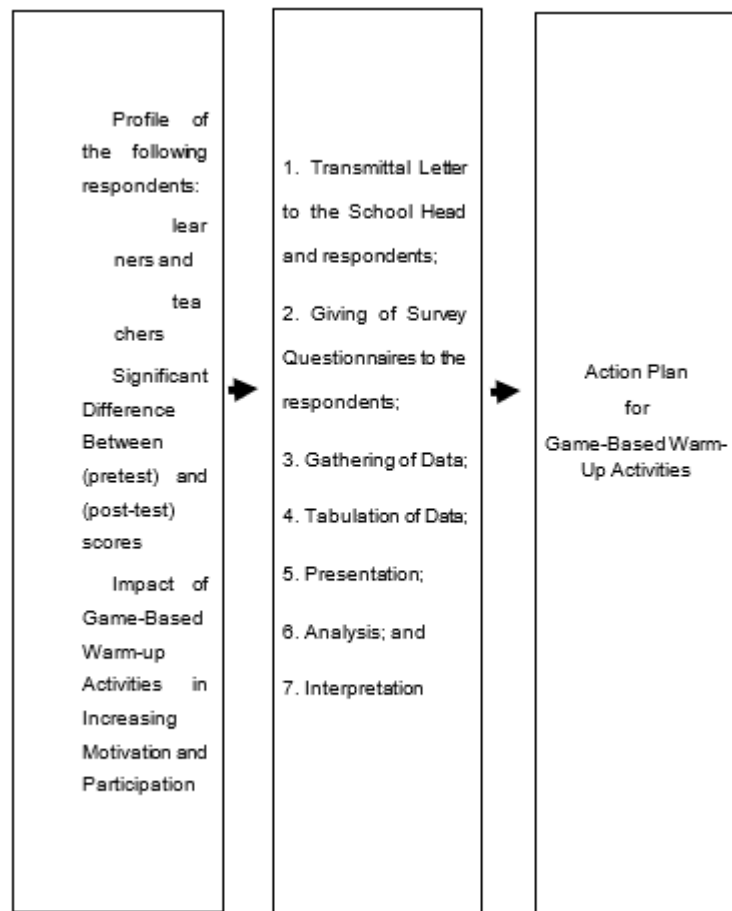 Profile of
the following
respondents:
lear
ners and
tea
chers
Significant
Difference
Between
(pretest) and
(post-test)
scores
Impact of
Game-Based
Warm-up
Activities in
Increasing
Motivation and
Participation
1. Transmittal Letter
to the School Head
and respondents;
2. Giving of Survey
Questionnaires to the
respondents;
3. Gathering of Data;
4. Tabulation of Data;
5. Presentation;
6. Analysis; and
7. Interpretation
Action Plan
for
Game-Based Warm-
Up Activities